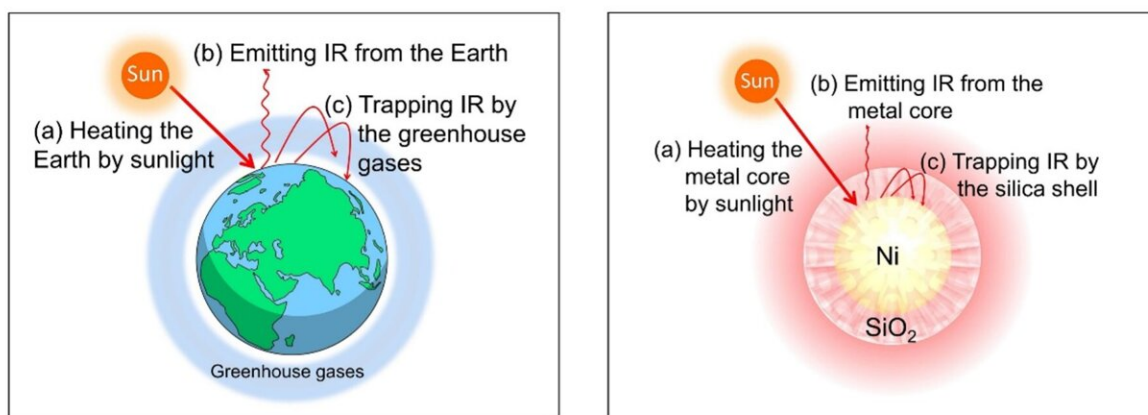 Sun
(b) Emitting IR from the Earth
(c) Trapping IR by
the greenhouse
gases
(a) Heating the
Earth by sunlight
Greenhouse gases
Sun
(b) Emitting IR from the
metal core
(a) Heating the
metal core
by sunlight
(c) Trapping IR by
the silica shell
Ni
SiO₂